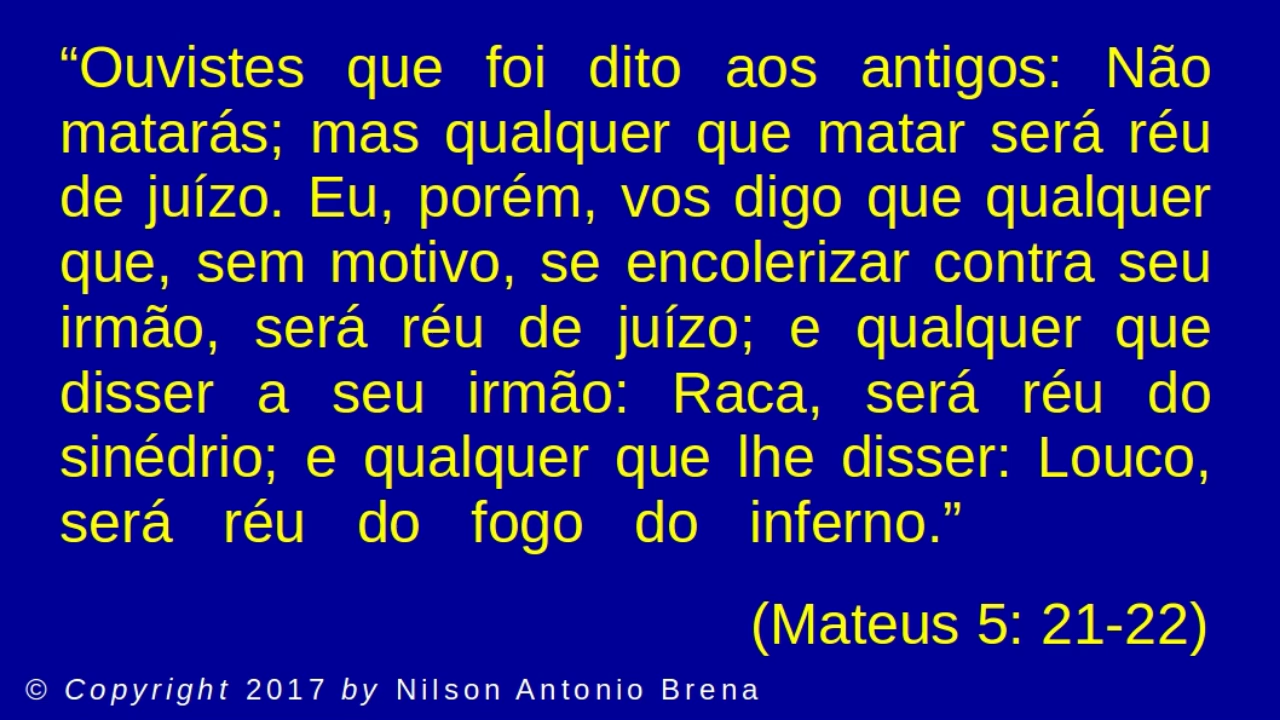 “Ouvistes que foi dito aos antigos: Não
matarás; mas qualquer que matar será réu
de juízo. Eu, porém, vos digo que qualquer
que, sem motivo, se encolerizar contra seu
irmão, será réu de juízo; e qualquer que
disser a seu irmão: Raca, será réu do
sinédrio; e qualquer que lhe disser: Louco,
será réu do fogo do inferno.”
(Mateus 5: 21-22)
© Copyright 2017 by Nilson Antonio Brena